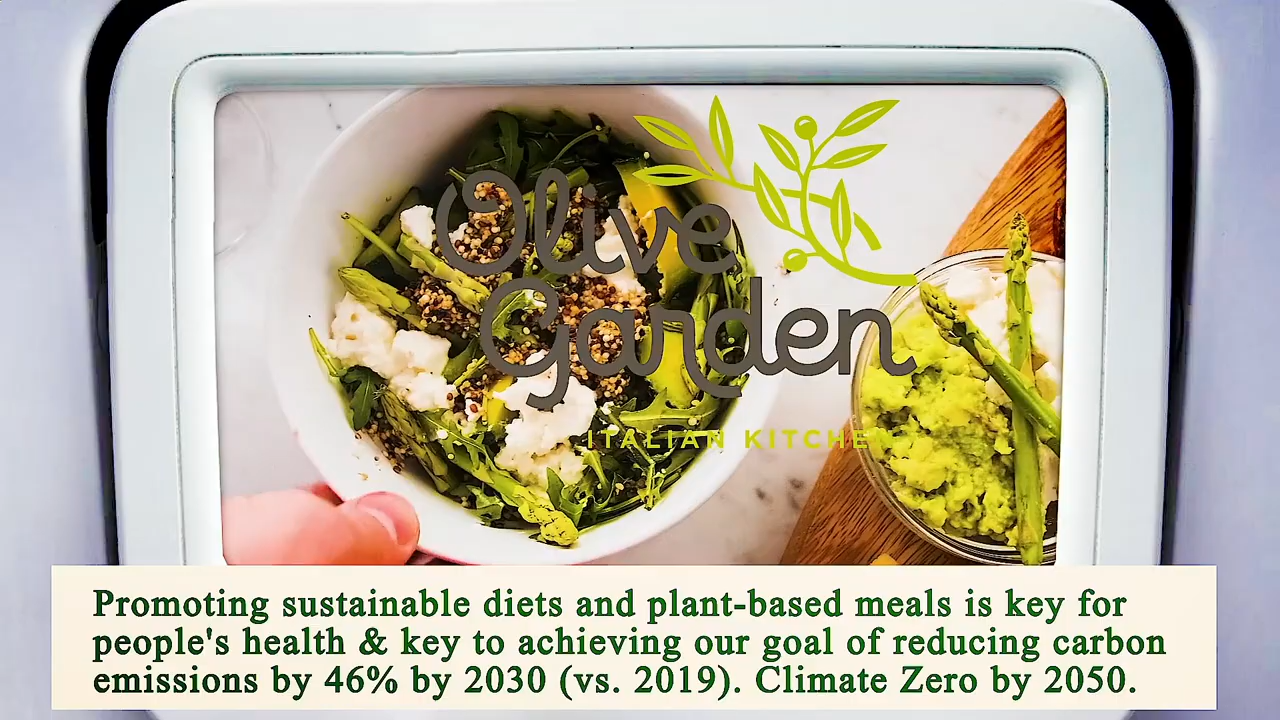 Olive
Garden
ITALIAN KITCHEN
Promoting sustainable diets and plant-based meals is key for
people's health & key to achieving our goal of reducing carbon
emissions by 46% by 2030 (vs. 2019). Climate Zero by 2050.